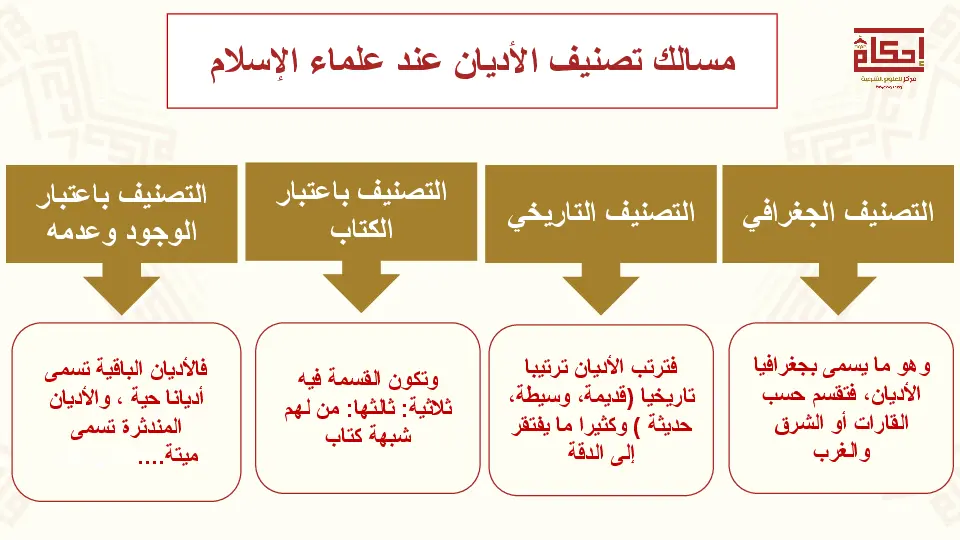 مسالك تصنيف الأديان عند علماء الإسلام
إحكام
مركز للعلوم الشرعية
التصنيف الجغرافي
وهو ما يسمى بجغرافيا
الأديان، فتقسم حسب
القارات أو الشرق
والغرب
التصنيف التاريخي
فترتب الأديان ترتيبا
تاريخيا (قديمة، وسيطة،
حديثة ) وكثيرا ما يفتقر
إلى الدقة
التصنيف باعتبار
الكتاب
وتكون القسمة فيه
ثلاثية: ثالثها: من لهم
شبهة كتاب
التصنيف باعتبار
الوجود وعدمه
فالأديان الباقية تسمى
أديانا حية ، والأديان
المندثرة تسمى
ميتة....